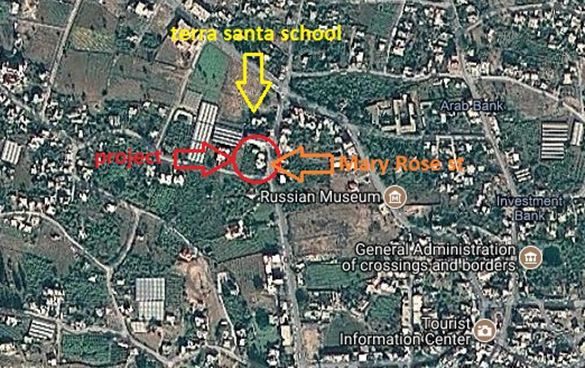 terra santa school
Arab Bank
project
Mary Rose st
Russian Museum
Investment
Bank
General Administration
of crossings and borders
Tourist
Information Center